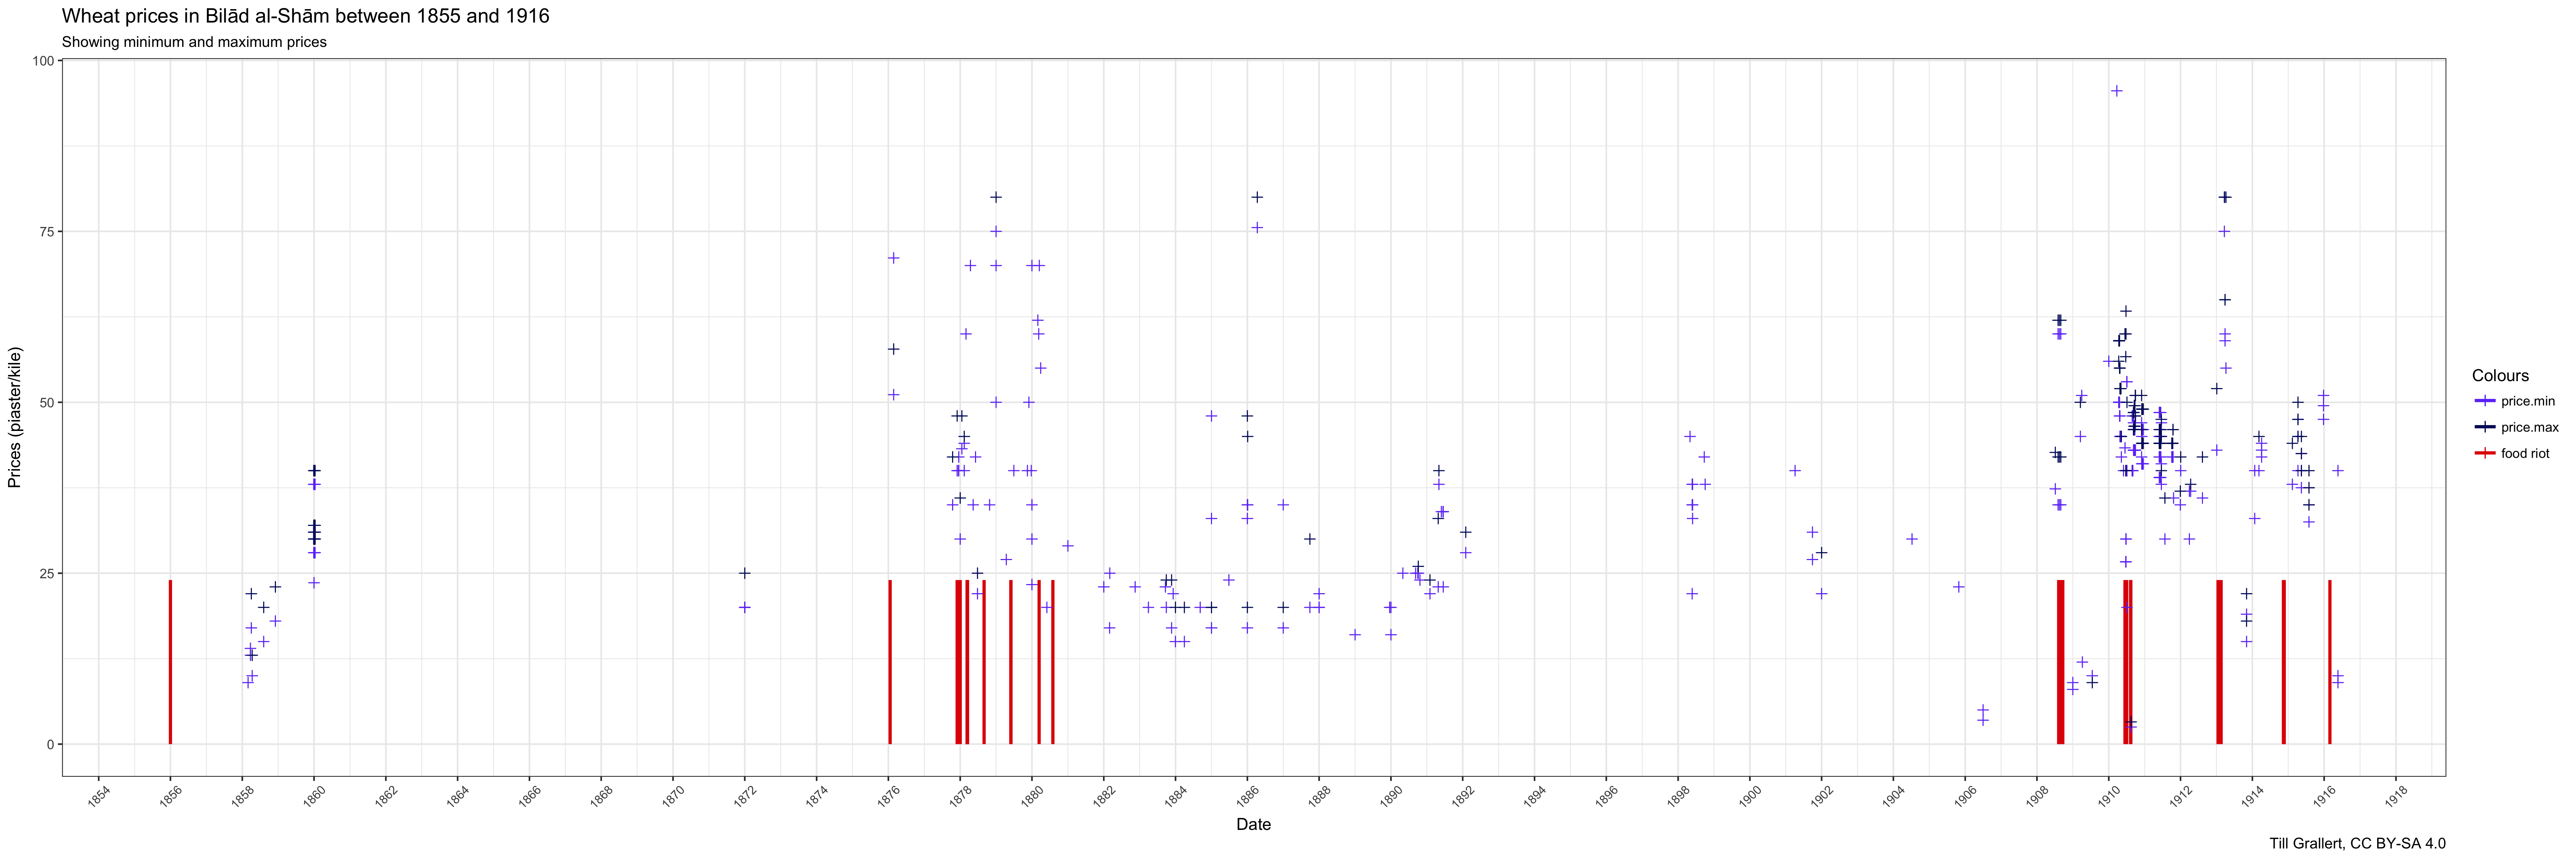 Wheat prices in Bilād al-Shām between 1855 and 1916
Showing minimum and maximum prices
Prices (piaster/kile)
100
75
50
25
0
1854 1856 1858 1860 1862 1864 1866 1868 1870 1872 1874 1876 1878 1880 1882 1884 1886 1888 1890 1892 1894 1896 1898 1900 1902 1904 1906 1908 1910 1912 1914 1916 1918
Date
Colours
price.min
price.max
food riot
Till Grallert, CC BY-SA 4.0